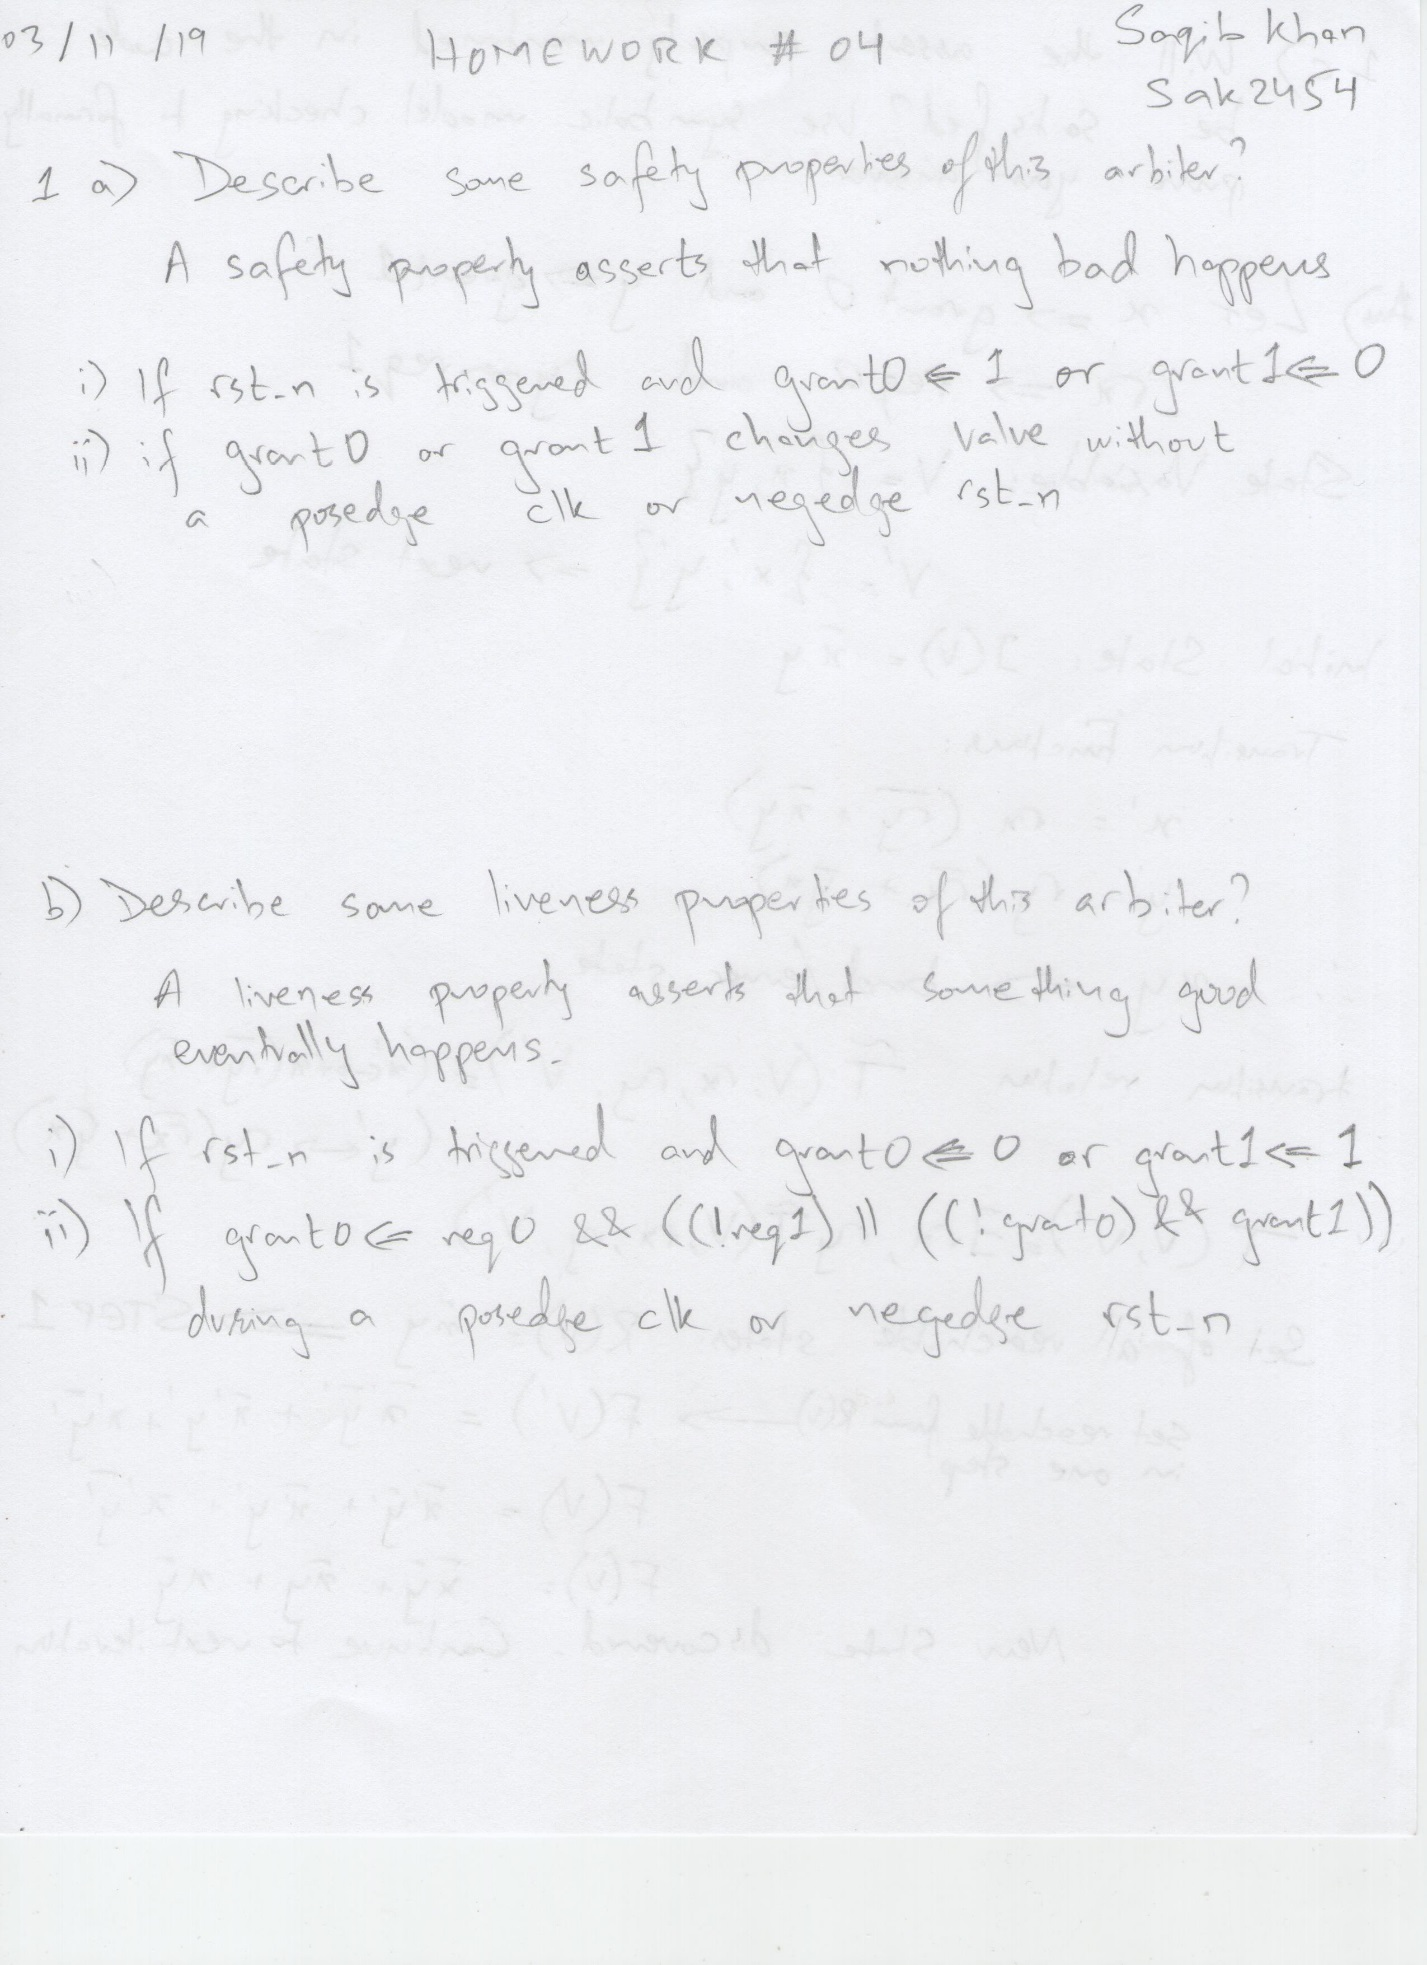 03/11/19 HOMEWORK # 04 Saqib Khan
Sak2454
1 a) Describe some safety properties of this arbiter?
A safety property asserts that nothing bad happens
i) If rst_n is triggered and grant0 <= 1 or grant1 <= 0
ii) if grant0 or grant1 changes value without
a posedge clk or negedge rst_n
b) Describe some liveness properties of this arbiter?
A liveness property asserts that something good
eventually happens.
i) If rst_n is triggered and grant0 <= 0 or grant1 <= 1
ii) If grant0 <= req0 && ((!req1) || ((!grant0) && grant1))
during a posedge clk or negedge rst_n